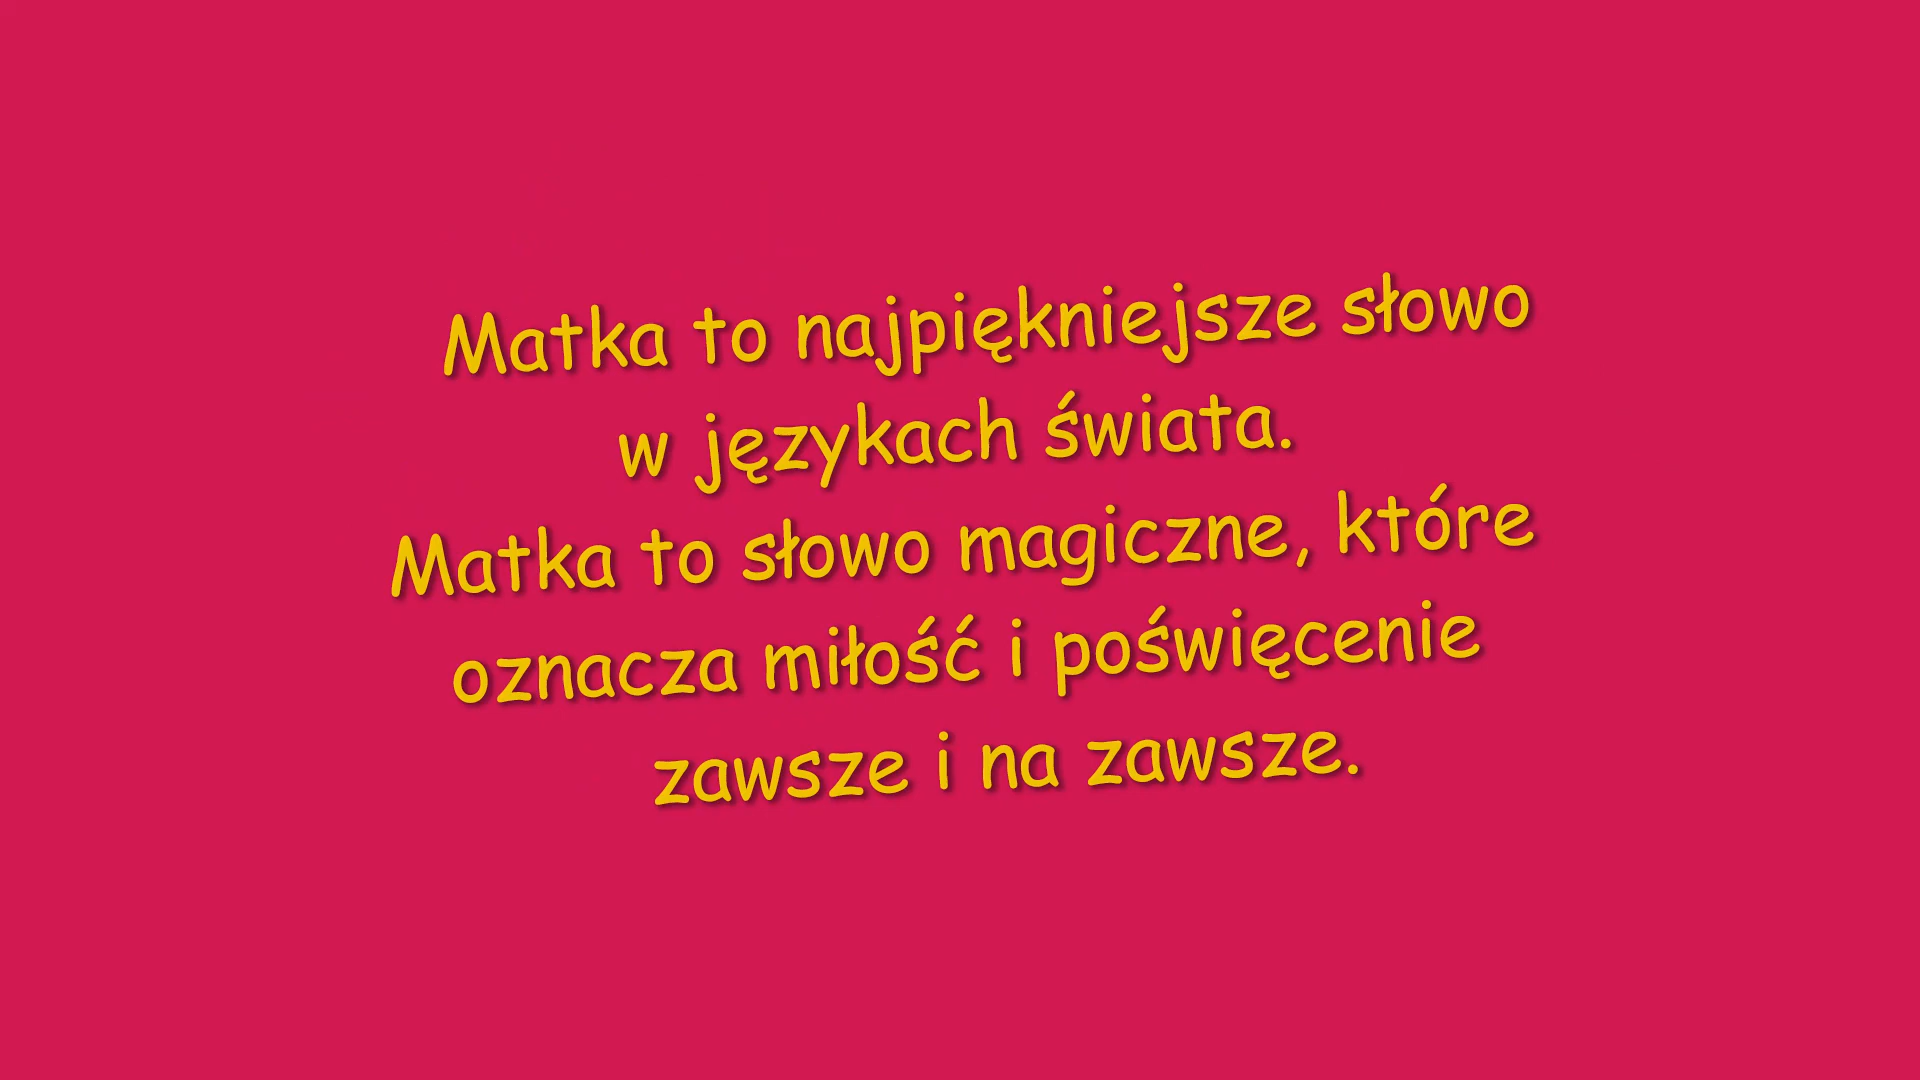 Matka to najpiękniejsze słowo
w językach świata.
Matka to słowo magiczne, które
oznacza miłość i poświęcenie
zawsze i na zawsze.